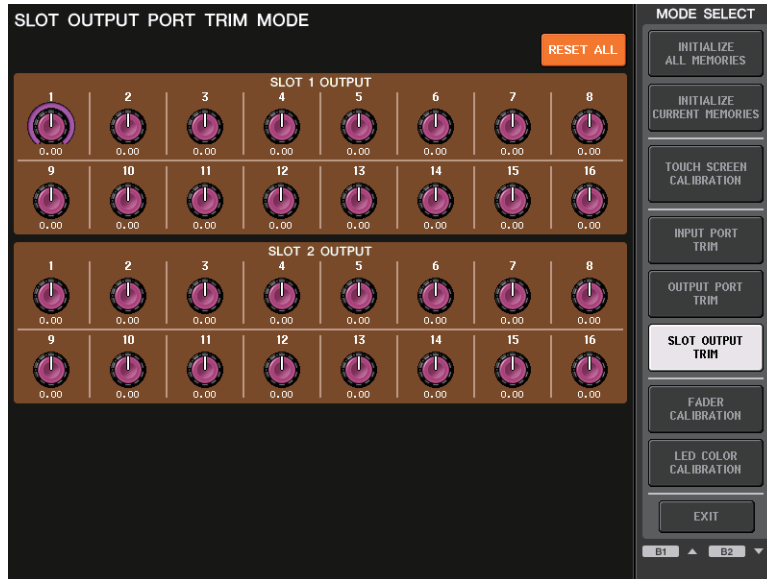 SLOT OUTPUT PORT TRIM MODE
RESET ALL
SLOT 1 OUTPUT
1 2 3 4 5 6 7 8
0.00 0.00 0.00 0.00 0.00 0.00 0.00 0.00
9 10 11 12 13 14 15 16
0.00 0.00 0.00 0.00 0.00 0.00 0.00 0.00
SLOT 2 OUTPUT
1 2 3 4 5 6 7 8
0.00 0.00 0.00 0.00 0.00 0.00 0.00 0.00
9 10 11 12 13 14 15 16
0.00 0.00 0.00 0.00 0.00 0.00 0.00 0.00
MODE SELECT
INITIALIZE
ALL MEMORIES
INITIALIZE
CURRENT MEMORIES
TOUCH SCREEN
CALIBRATION
INPUT PORT
TRIM
OUTPUT PORT
TRIM
SLOT OUTPUT
TRIM
FADER
CALIBRATION
LED COLOR
CALIBRATION
EXIT
B1 ▲ B2 ▼